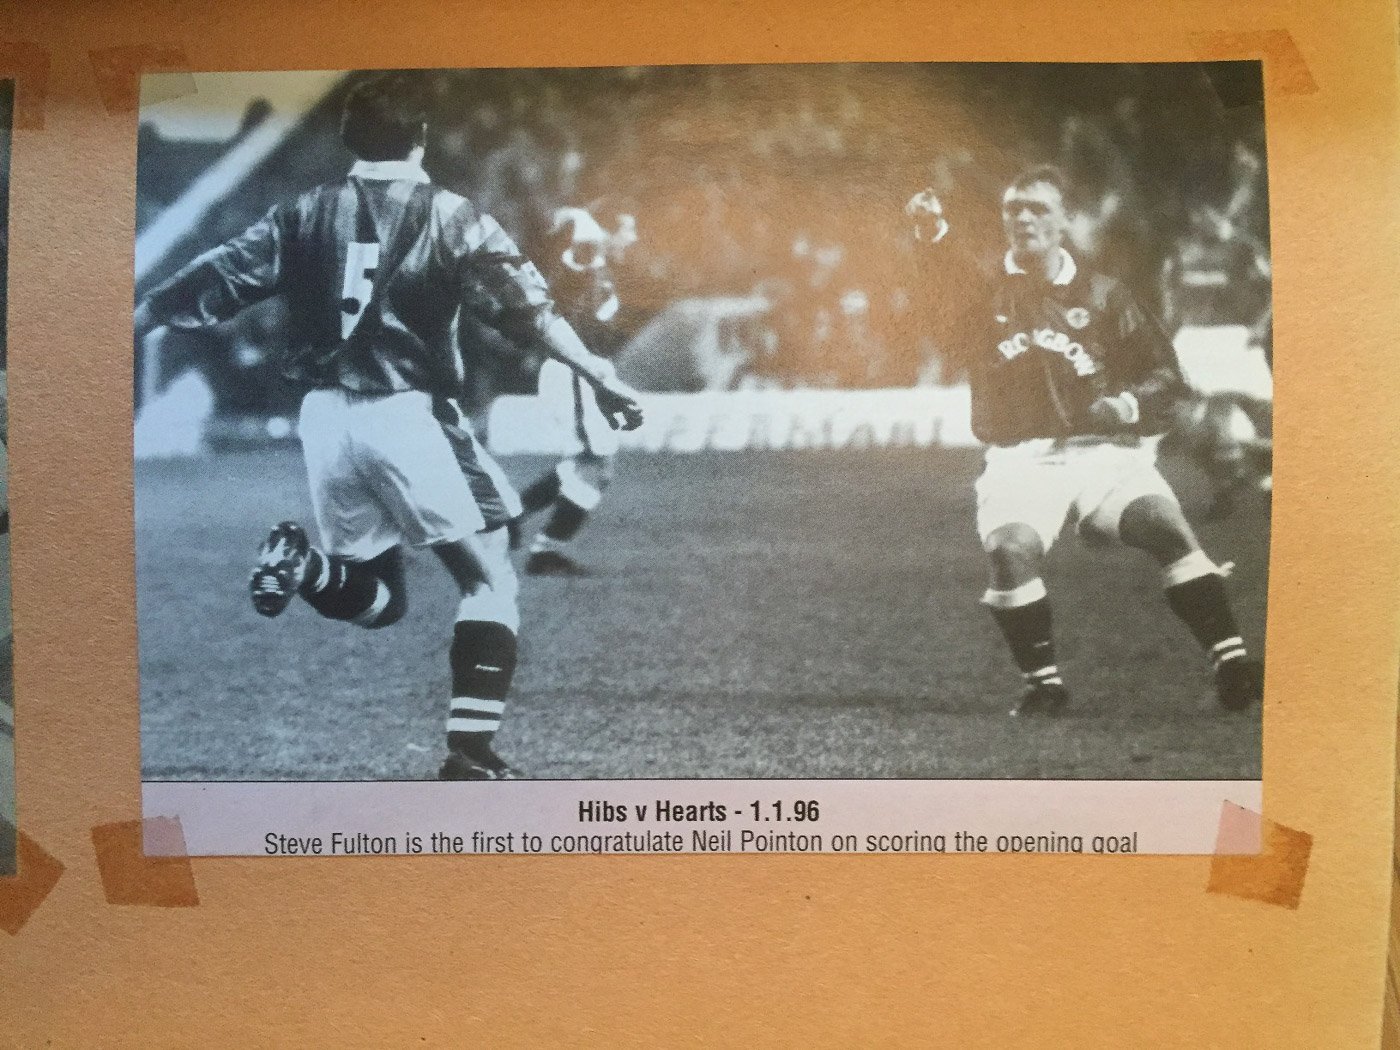 5
Hibs v Hearts - 1.1.96
Steve Fulton is the first to congratulate Neil Pointon on scoring the opening goal